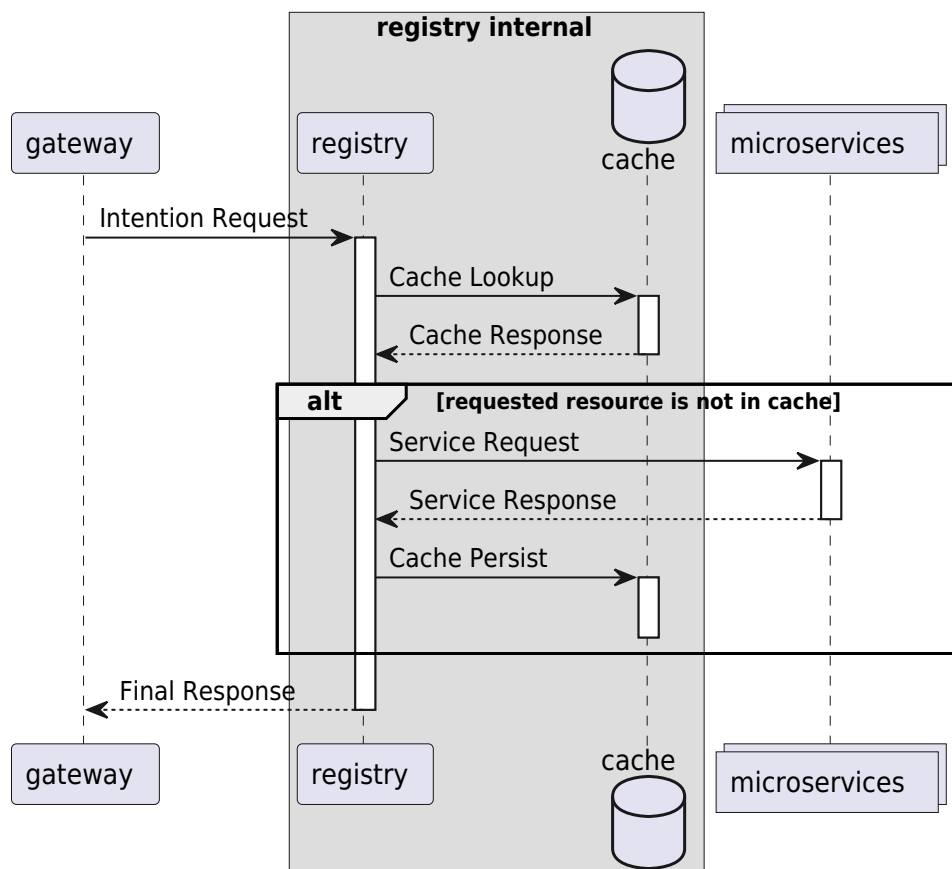 registry internal
gateway
registry
cache
microservices
Intention Request
Cache Lookup
Cache Response
alt
[requested resource is not in cache]
Service Request
Service Response
Cache Persist
Final Response
gateway
registry
cache
microservices